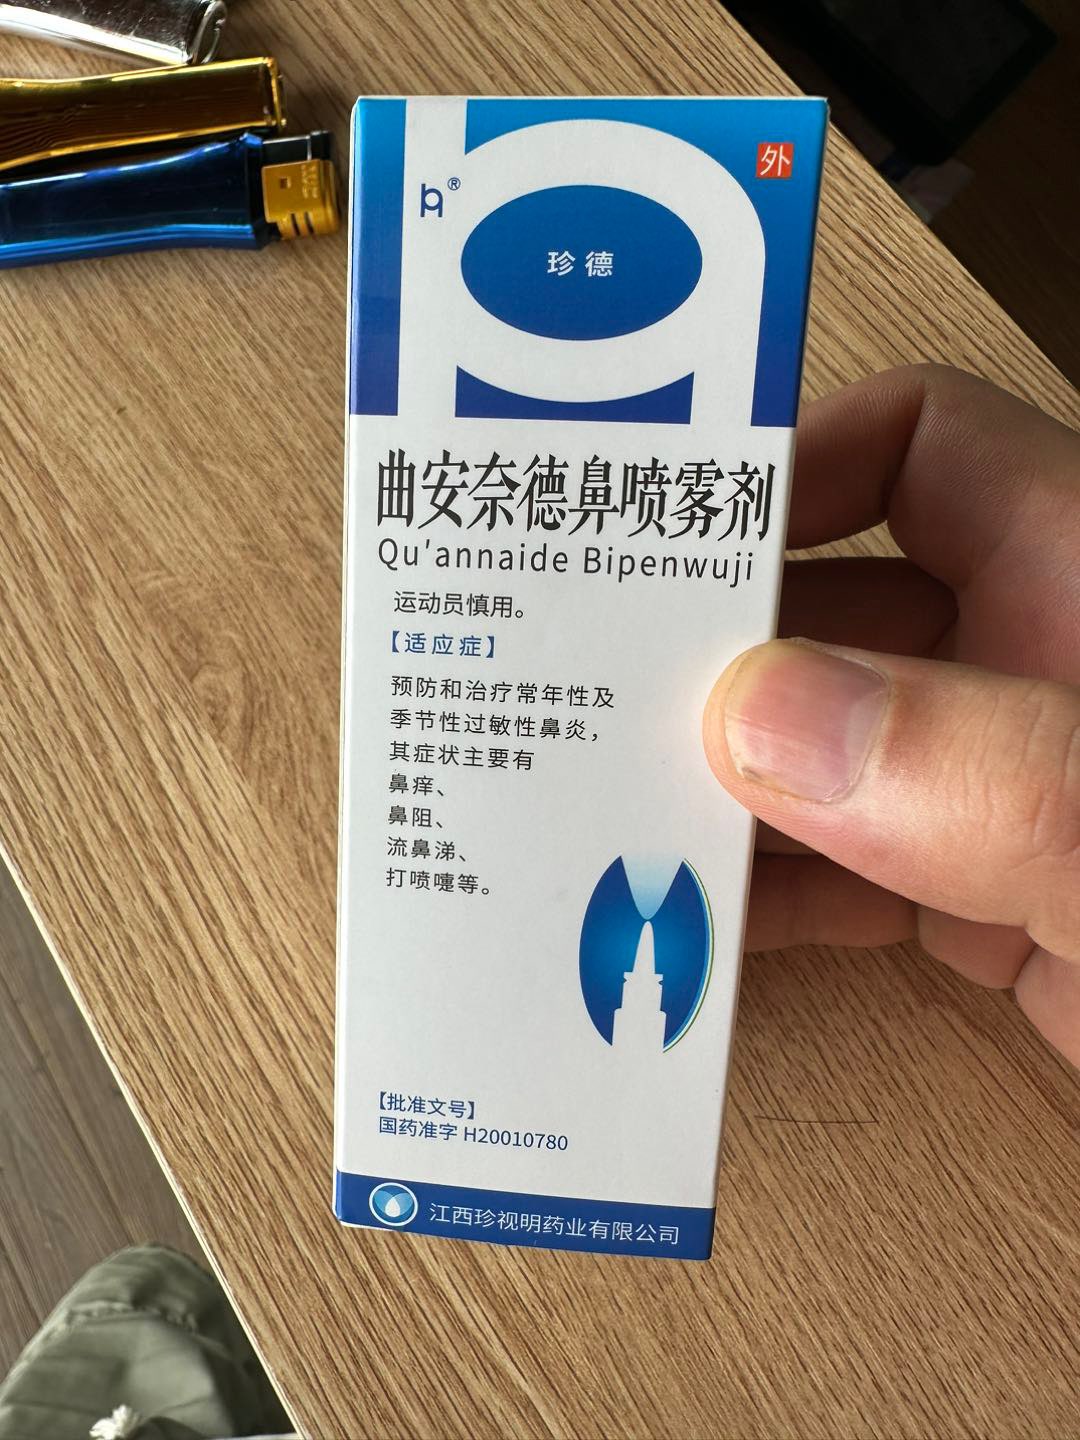 外
®
珍德
曲安奈德鼻喷雾剂
Qu'annaide Bipenwuji
运动员慎用。
【适应症】
预防和治疗常年性及
季节性过敏性鼻炎，
其症状主要有
鼻痒、
鼻阻、
流鼻涕、
打喷嚏等。
【批准文号】
国药准字 H20010780
江西珍视明药业有限公司